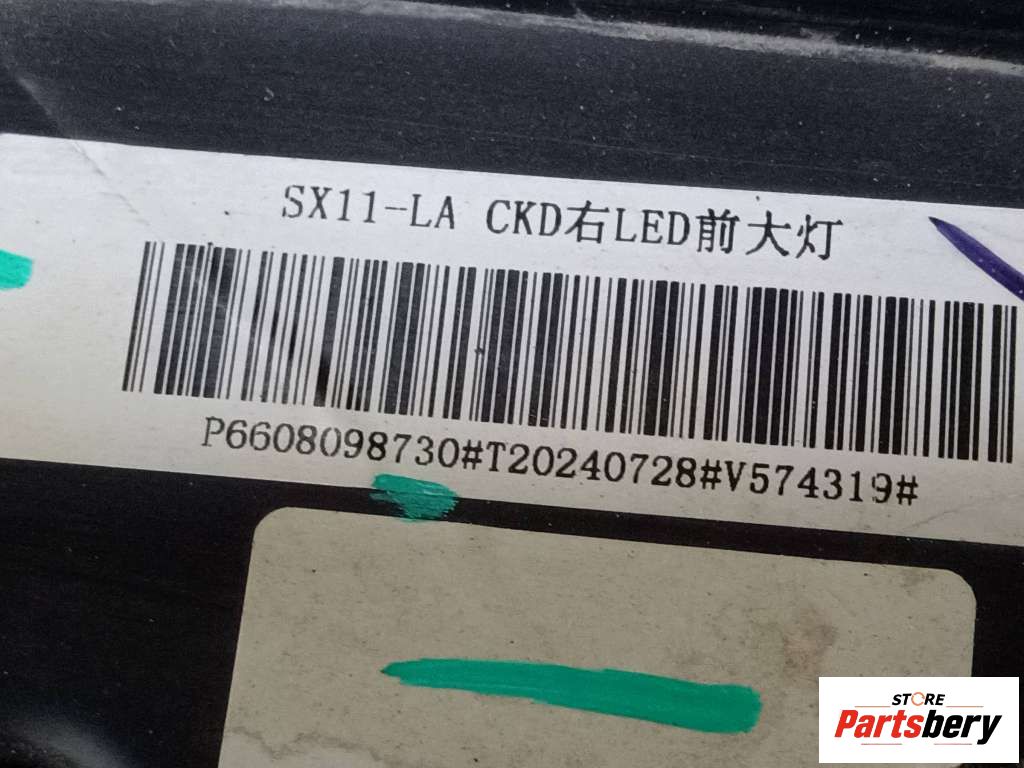 SX11-LA CKD右LED前大灯
P6608098730#T20240728#V574319#
STORE
Partsbery